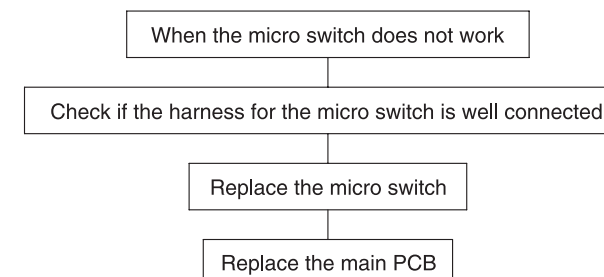 When the micro switch does not work
Check if the harness for the micro switch is well connected
Replace the micro switch
Replace the main PCB